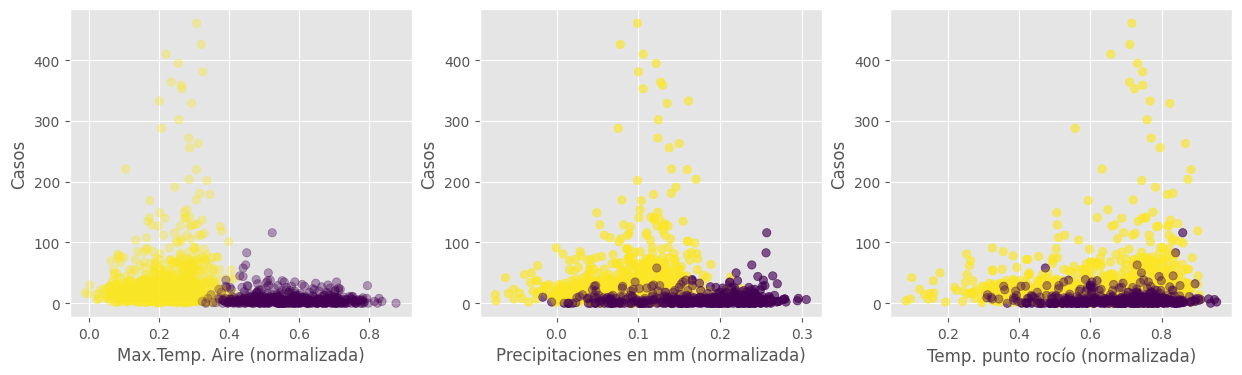 400
300
200
100
0
Casos
0.0 0.2 0.4 0.6 0.8
Max.Temp. Aire (normalizada)
400
300
200
100
0
Casos
0.0 0.1 0.2 0.3
Precipitaciones en mm (normalizada)
400
300
200
100
0
Casos
0.2 0.4 0.6 0.8
Temp. punto rocío (normalizada)